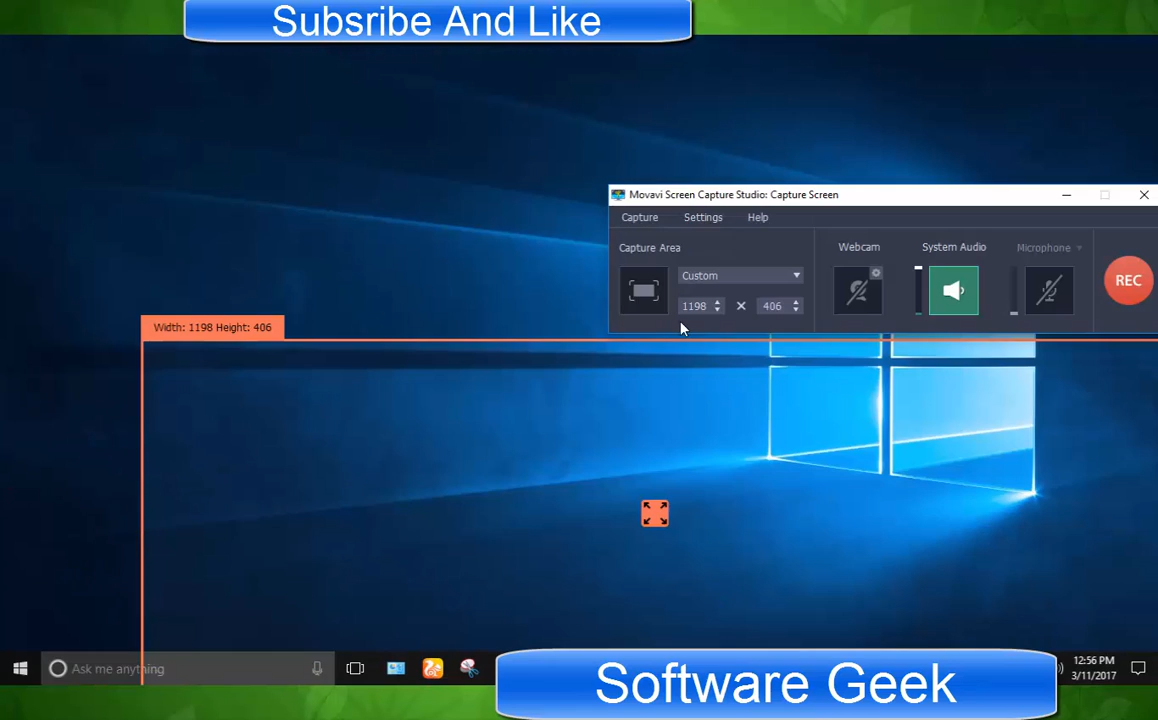 Subsribe And Like
Movavi Screen Capture Studio: Capture Screen
Capture Settings Help
Capture Area Webcam System Audio Microphone
Custom
REC
1198 406
Width: 1198 Height: 406
Ask me anything
12:56 PM
3/11/2017
Software Geek